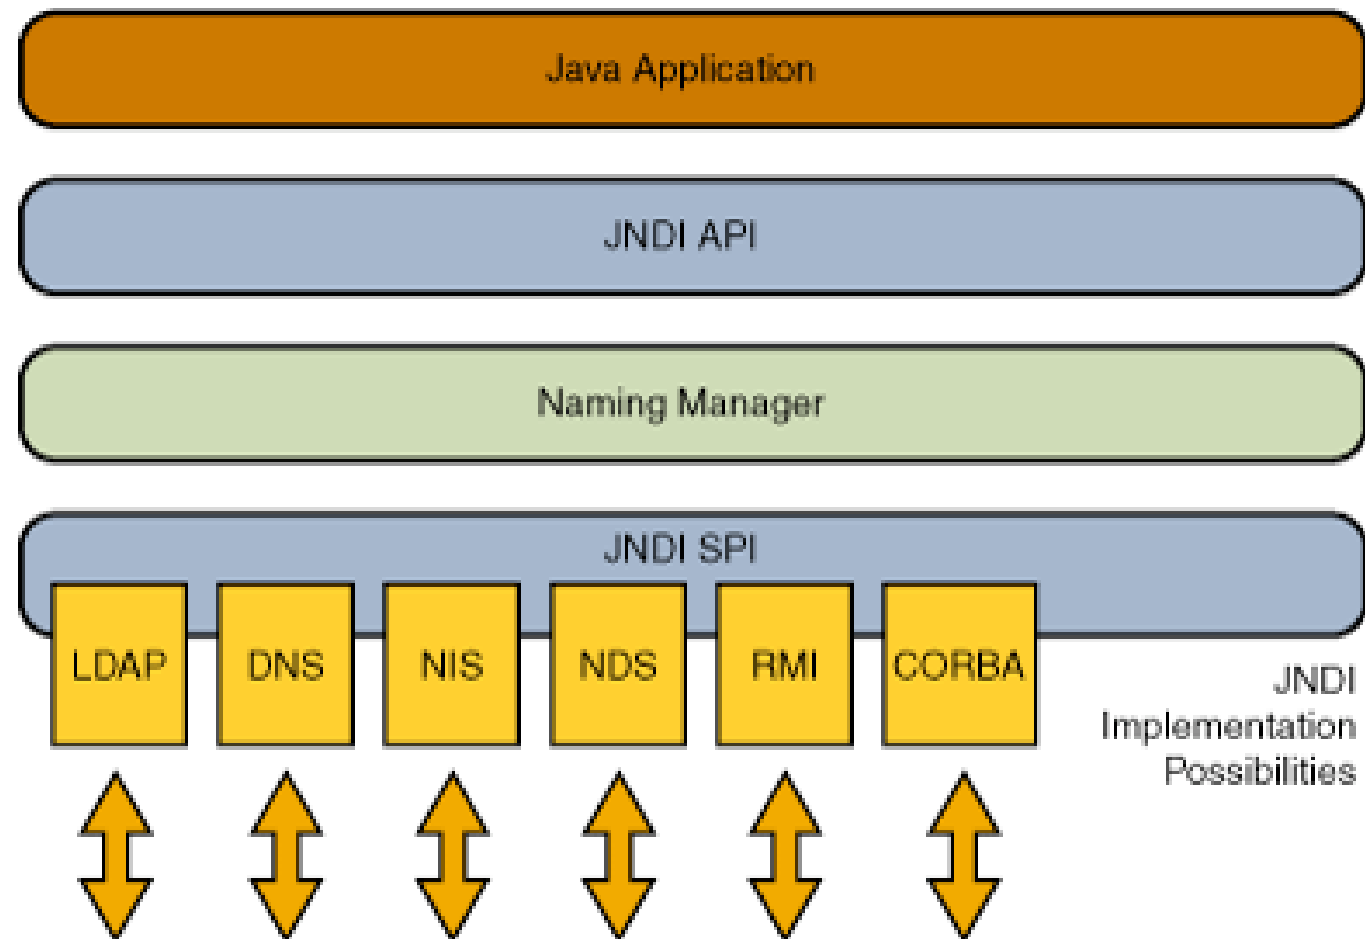 Java Application
JNDI API
Naming Manager
JNDI SPI
LDAP
DNS
NIS
NDS
RMI
CORBA
JNDI
Implementation
Possibilities